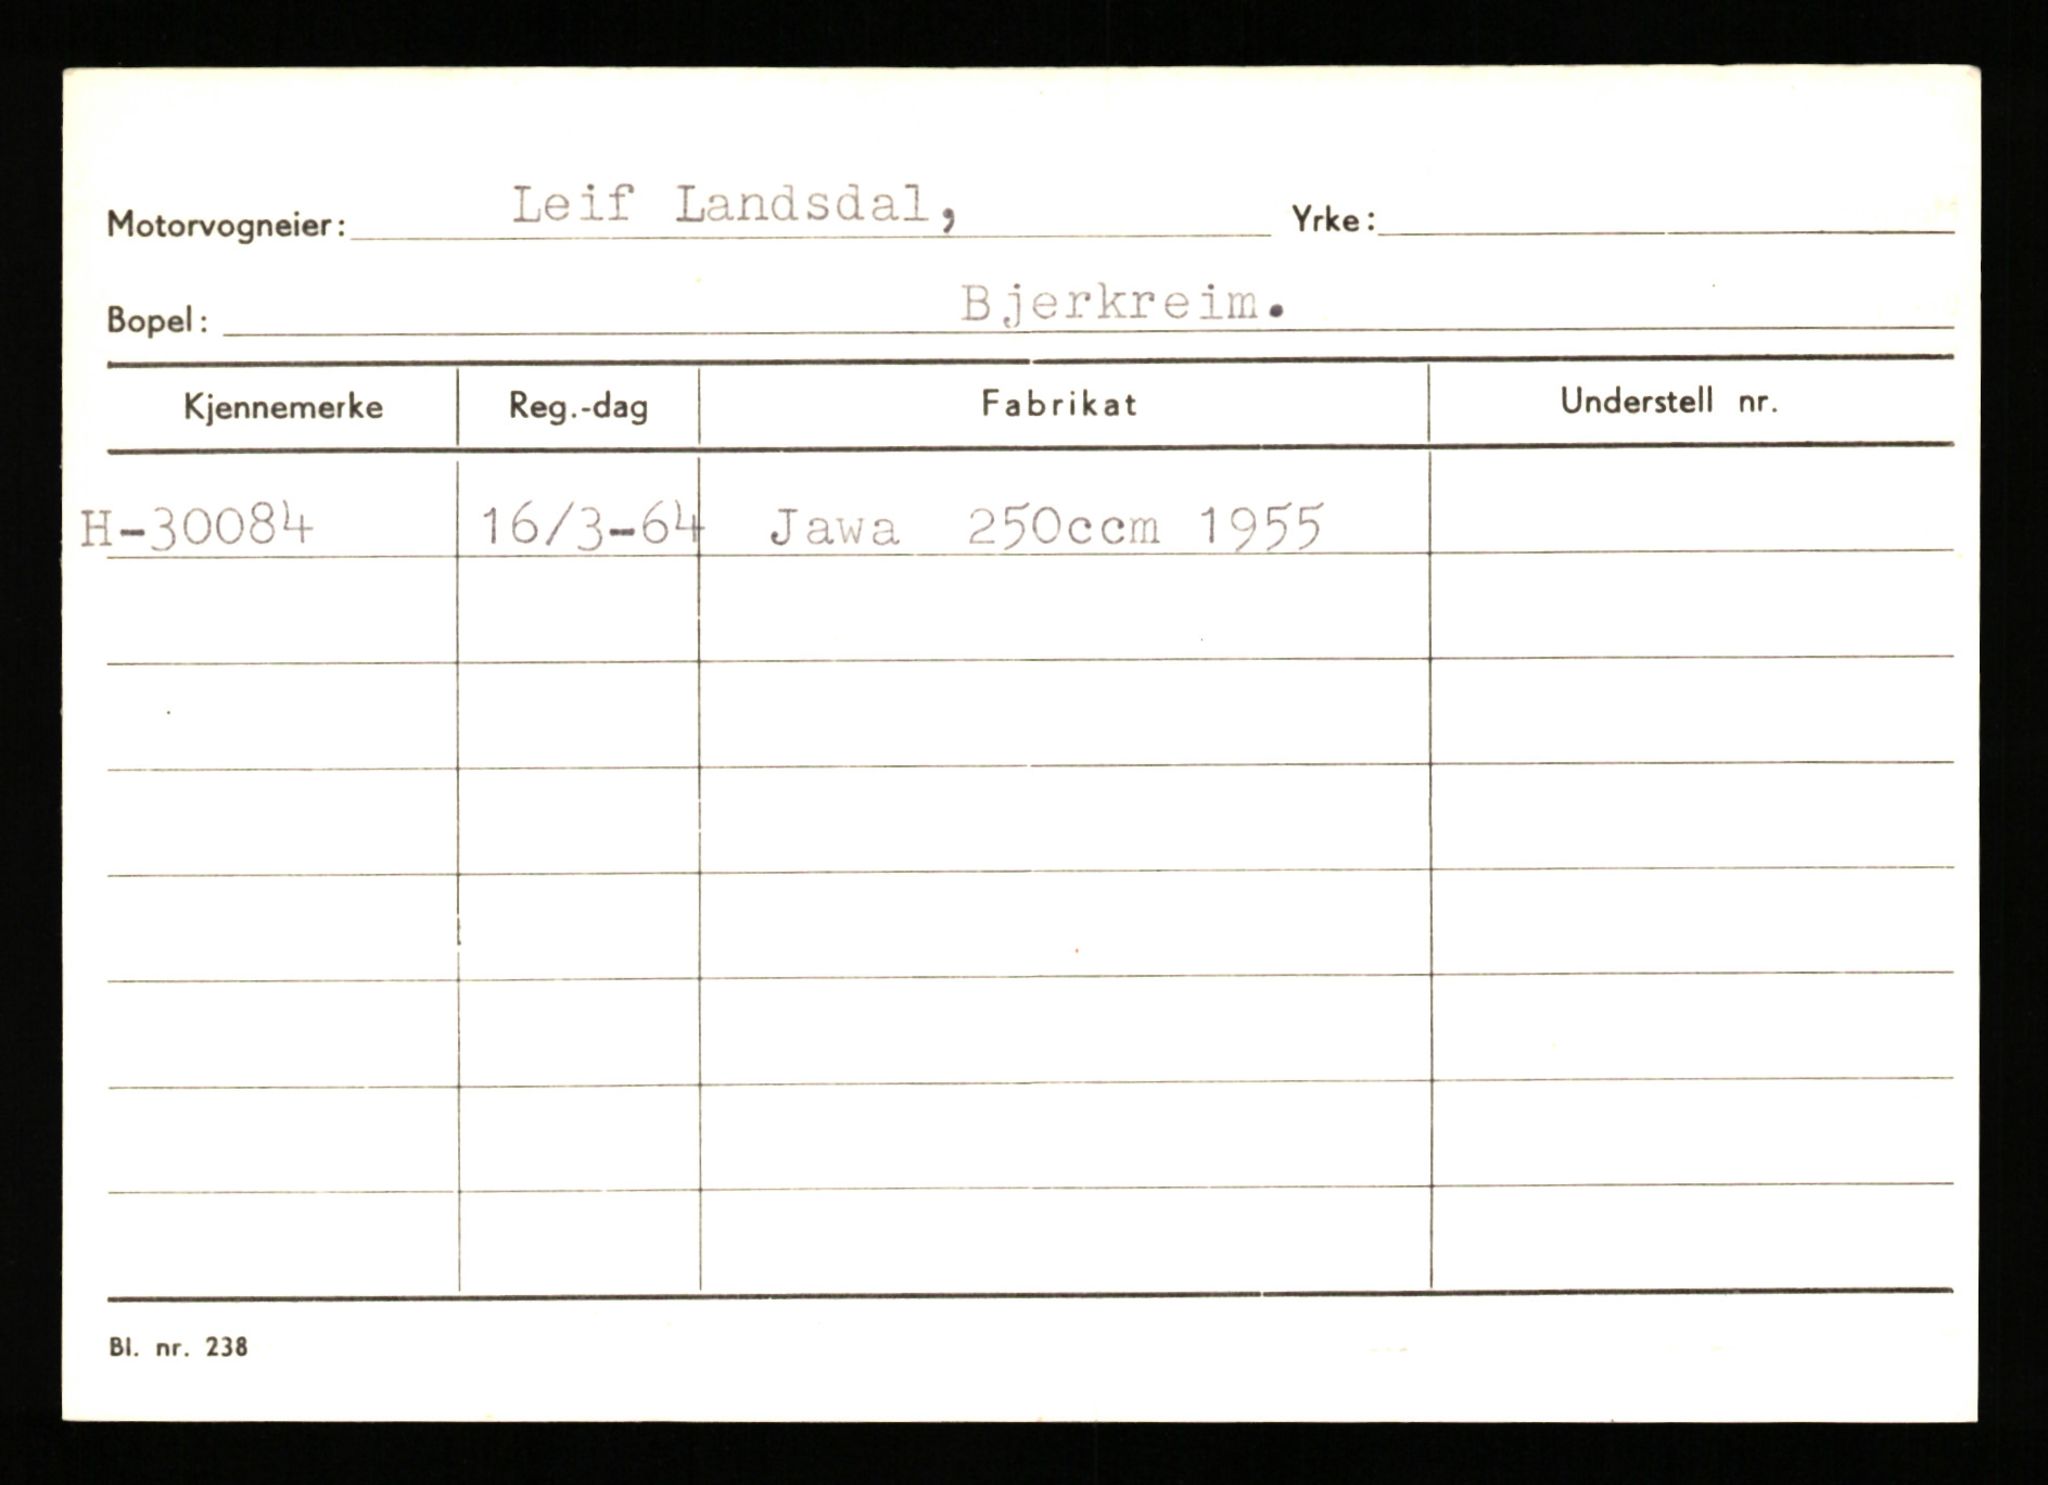 Motorvogneier: Leif Landsdal, Yrke:
Bopel: Bjerkreim.
Kjennemerke Reg.-dag Fabrikat Understell nr.
H-30084 16/3-64 Jawa 250ccm 1955
Bl. nr. 238